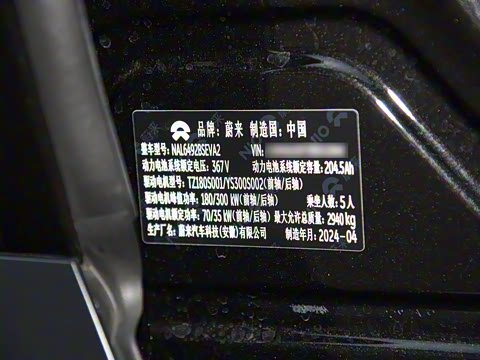 品牌: 蔚来 制造国: 中国
整车型号: NAL6492BSEVA2 VIN:
动力电池系统额定电压: 367V 动力电池系统额定容量: 204.5Ah
驱动电机型号: TZ180S001/YS300S002(前轴/后轴)
驱动电机峰值功率: 180/300 kW(前轴/后轴) 乘坐人数: 5人
驱动电机额定功率: 70/35 kW(前轴/后轴) 最大允许总质量: 2940 kg
生产厂名: 蔚来汽车科技(安徽)有限公司 制造年月: 2024-04